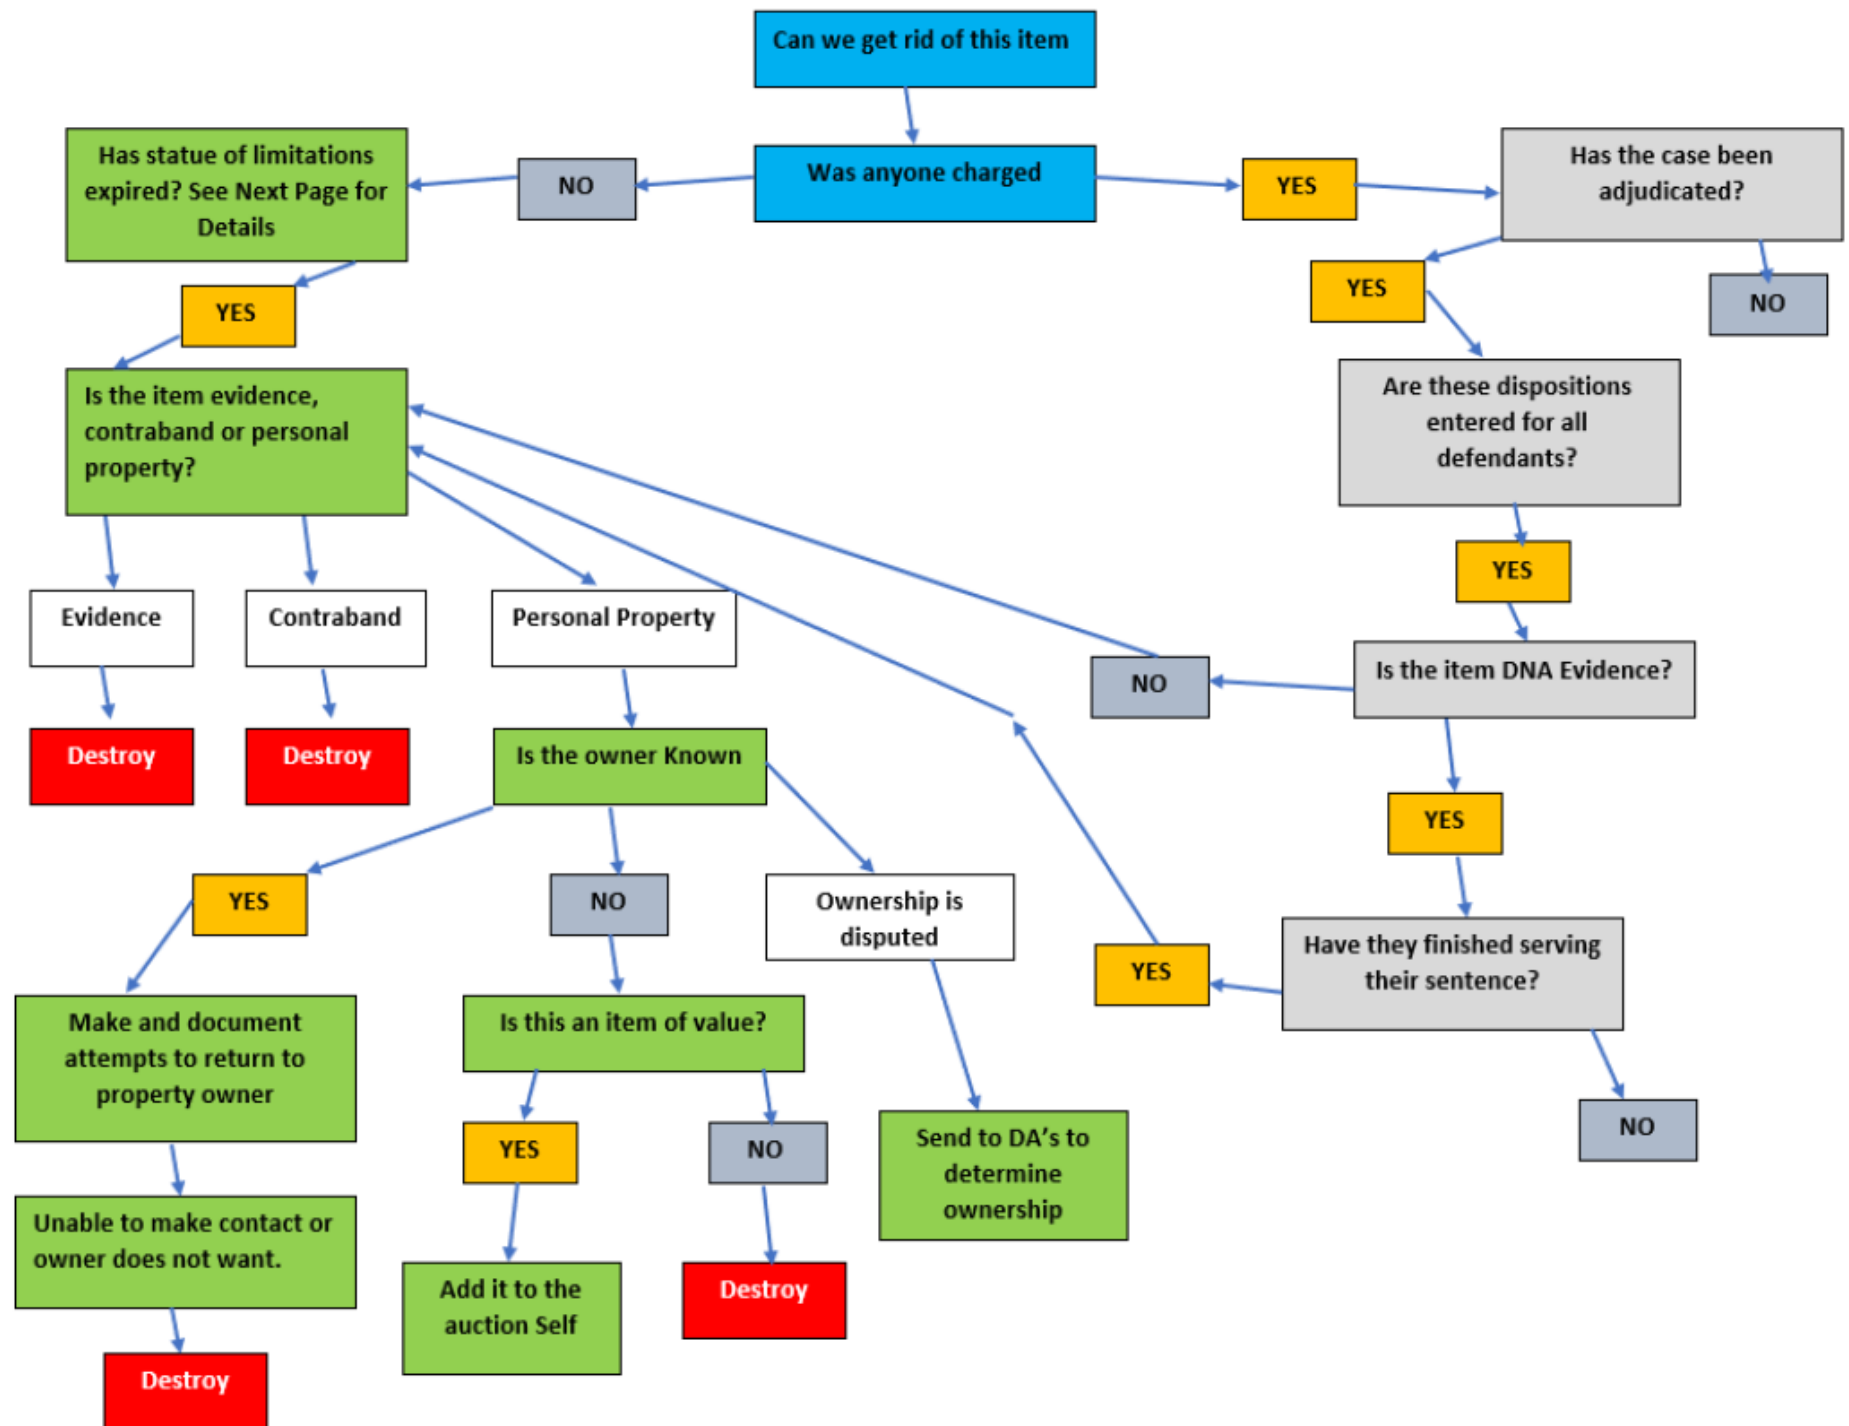 Can we get rid of this item
Was anyone charged
NO
YES
Has statue of limitations
expired? See Next Page for
Details
Has the case been
adjudicated?
YES
YES
NO
Is the item evidence,
contraband or personal
property?
Are these dispositions
entered for all
defendants?
YES
Evidence
Contraband
Personal Property
NO
Is the item DNA Evidence?
Destroy
Destroy
Is the owner Known
YES
YES
NO
Ownership is
disputed
YES
Have they finished serving
their sentence?
Make and document
attempts to return to
property owner
Is this an item of value?
YES
NO
Send to DA's to
determine
ownership
NO
Unable to make contact or
owner does not want.
Add it to the
auction Self
Destroy
Destroy